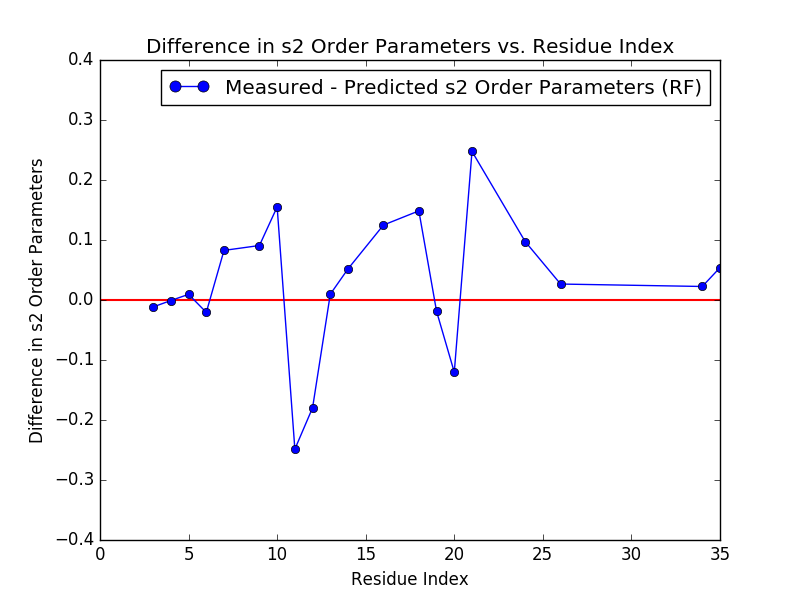 Difference in s2 Order Parameters vs. Residue Index
Measured - Predicted s2 Order Parameters (RF)
Difference in s2 Order Parameters
0.4
0.3
0.2
0.1
0.0
−0.1
−0.2
−0.3
−0.4
0 5 10 15 20 25 30 35
Residue Index